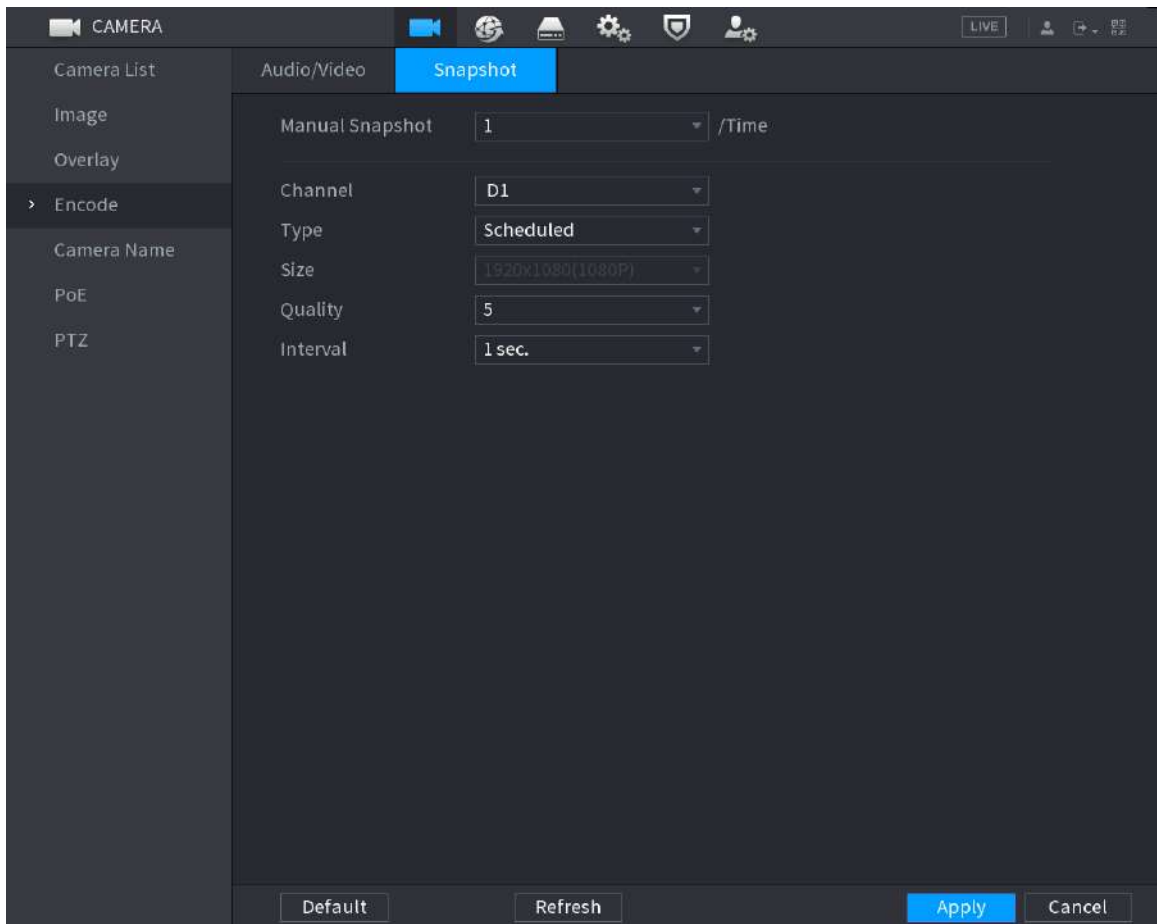 CAMERA
LIVE
Camera List
Image
Overlay
Encode
Camera Name
PoE
PTZ
Audio/Video Snapshot
Manual Snapshot 1 /Time
Channel D1
Type Scheduled
Size 1920x1080(1080P)
Quality 5
Interval 1 sec.
Default Refresh Apply Cancel